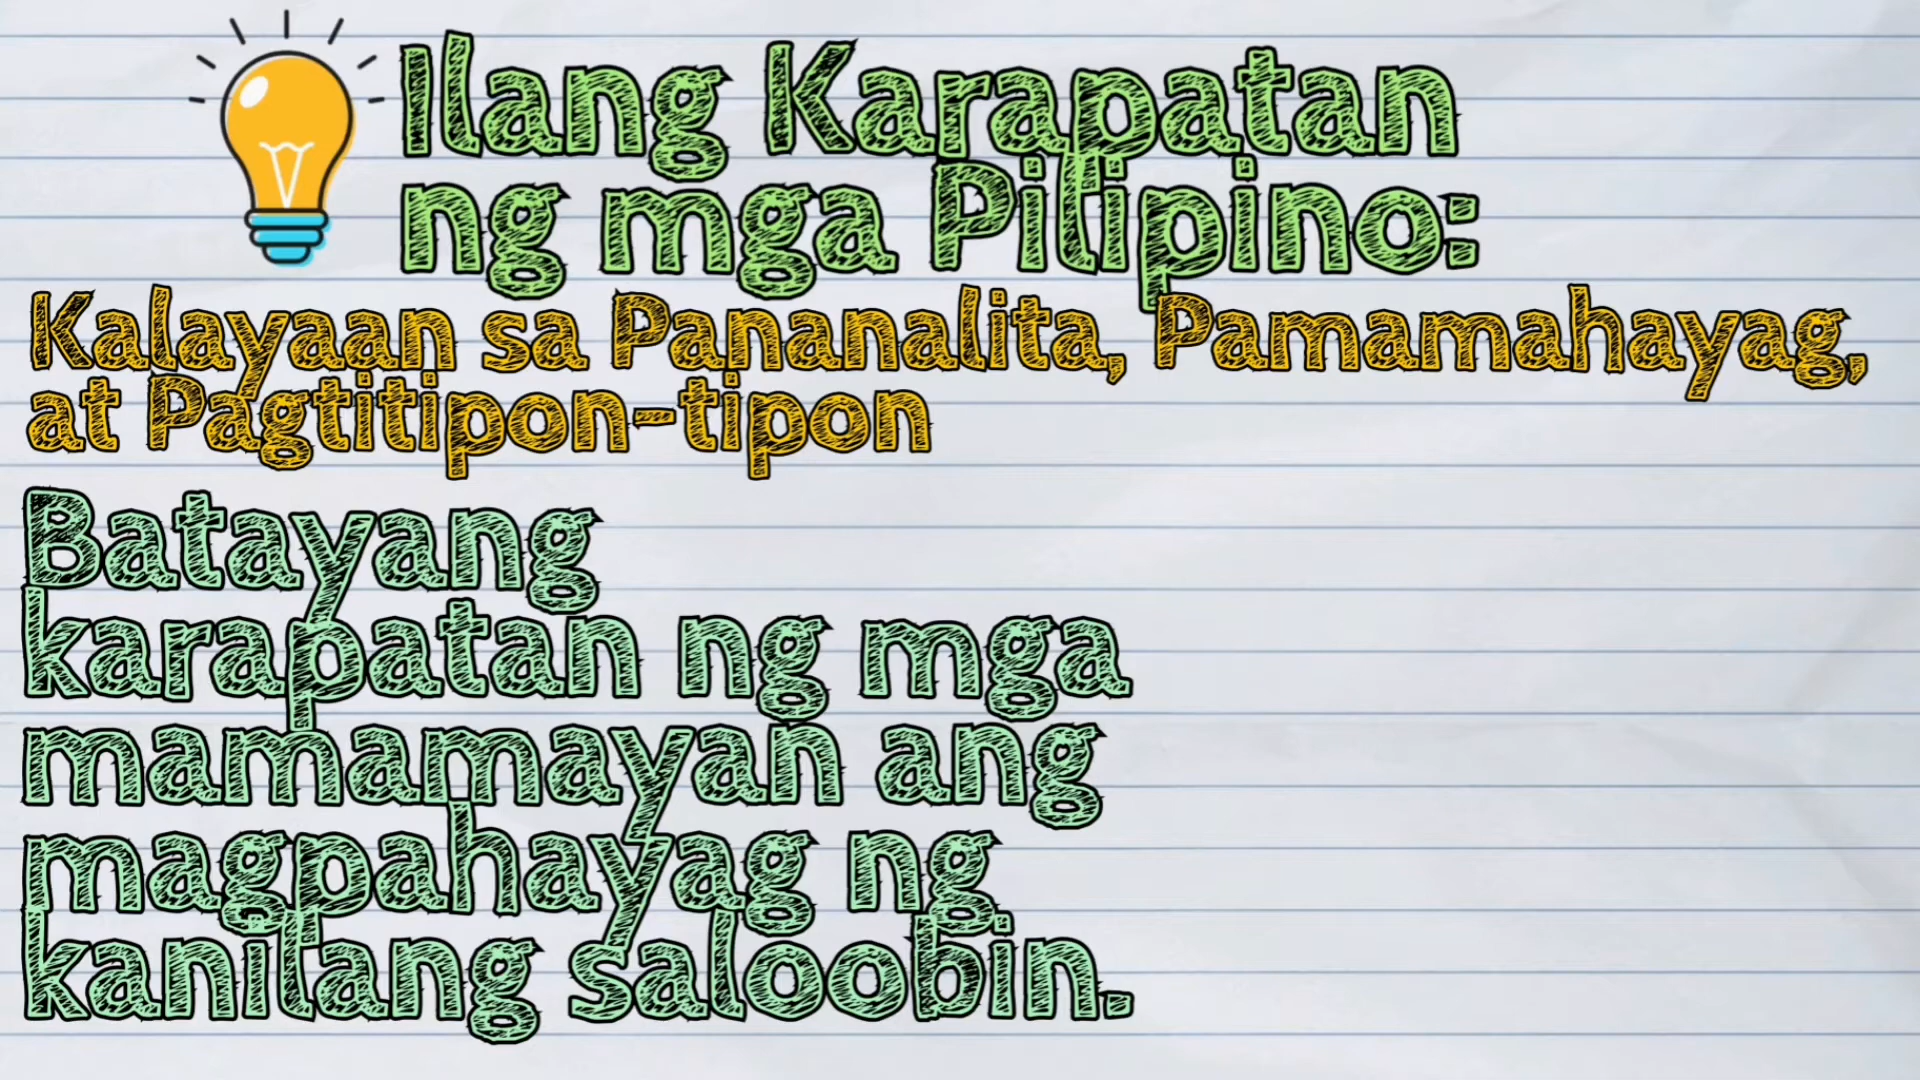 Ilang Karapatan
ng mga Pilipino:
Kalayaan sa Pananalita, Pamamahayag,
at Pagtitipon-tipon
Batayang
karapatan ng mga
mamamayan ang
magpahayag ng
kanilang saloobin.